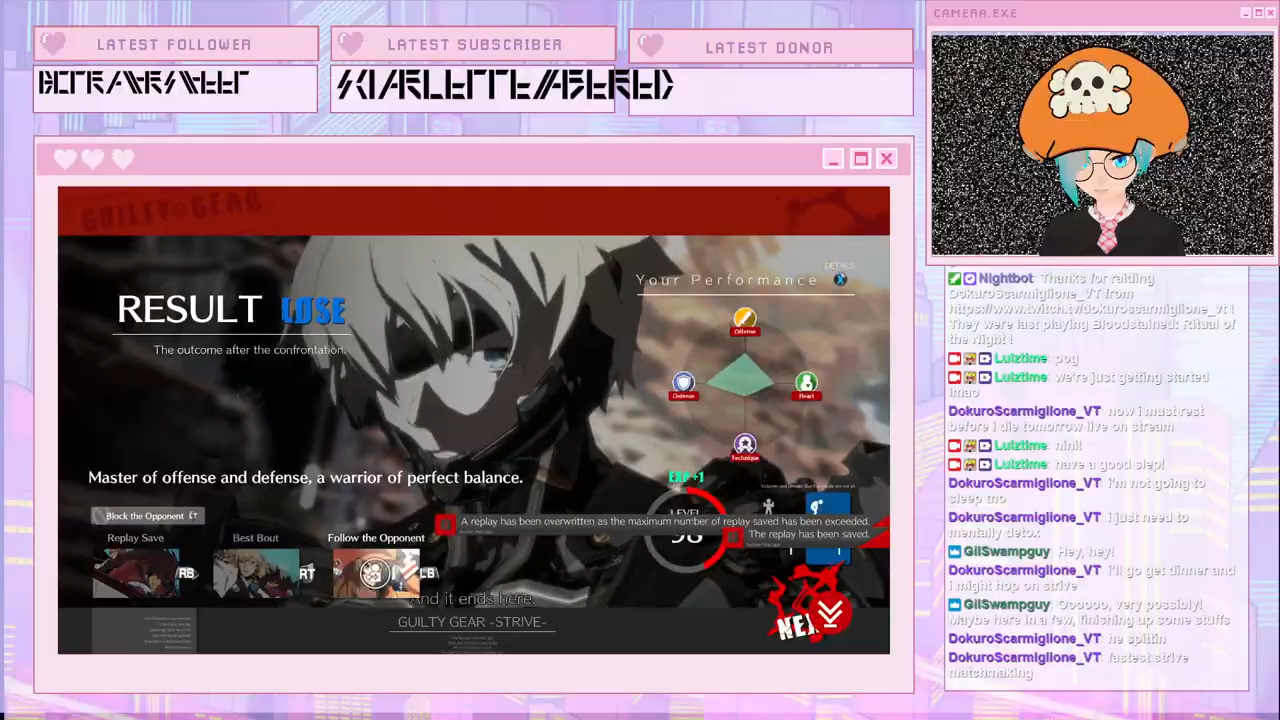 CAMERA.EXE
LATEST FOLLOWER
LATEST SUBSCRIBER
LATEST DONOR
GUILTY GEAR
RESULT LOSE
The outcome after the confrontation.
DETAILS
Your Performance
Offense
Defense
Heart
Technique
Master of offense and defense, a warrior of perfect balance.
EXP+1
LEVEL
98
Block the Opponent
A replay has been overwritten as the maximum number of replay saved has been exceeded.
The replay has been saved.
Replay Save
Best Bout
Follow the Opponent
RB
RT
LB
And it ends here.
GUILTY GEAR -STRIVE-
Nightbot Thanks for raiding
DokuroScarmiglione_VT from
https://www.twitch.tv/dokuroscarmiglione_vt !
They were last playing Bloodstained: Ritual of
the Night !
Luiztime pog
Luiztime we're just getting started
lmao
DokuroScarmiglione_VT now i must rest
before i die tomorrow live on stream
Luiztime nini!
Luiztime have a good slep!
DokuroScarmiglione_VT I'm not going to
sleep tho
DokuroScarmiglione_VT i just need to
mentally detox
GilSwampguy Hey, hey!
DokuroScarmiglione_VT I'll go get dinner and
i might hop on strive
GilSwampguy Oooooo, very possibly!
Maybe here in a few, finishing up some stuffs
DokuroScarmiglione_VT he spittin
DokuroScarmiglione_VT fastest strive
matchmaking